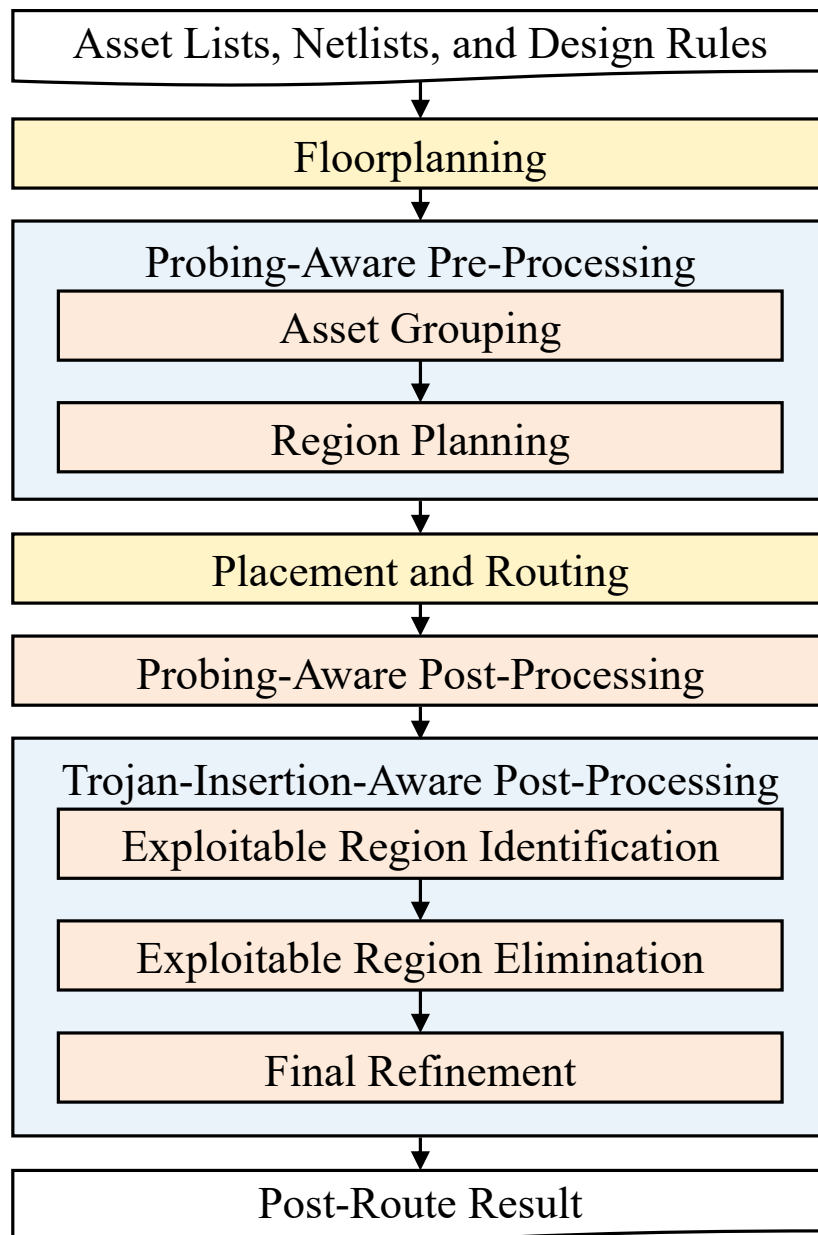 Asset Lists, Netlists, and Design Rules
Floorplanning
Probing-Aware Pre-Processing
Asset Grouping
Region Planning
Placement and Routing
Probing-Aware Post-Processing
Trojan-Insertion-Aware Post-Processing
Exploitable Region Identification
Exploitable Region Elimination
Final Refinement
Post-Route Result